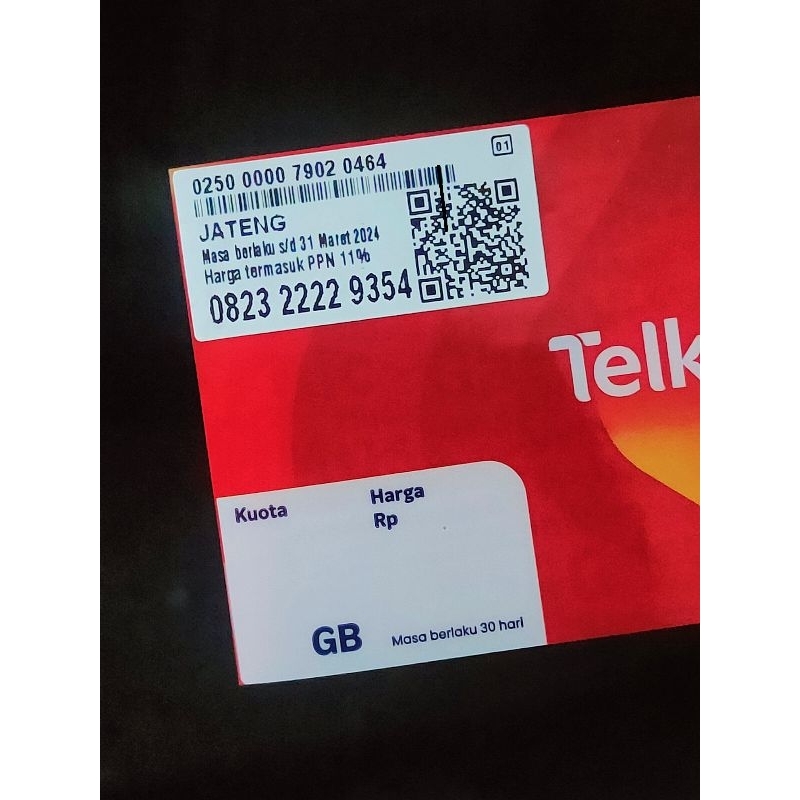 0250 0000 7902 0464
01
JATENG
Masa berlaku s/d 31 Maret 2024
Harga termasuk PPN 11%
0823 2222 9354
Telk
Kuota
Harga
Rp
GB
Masa berlaku 30 hari